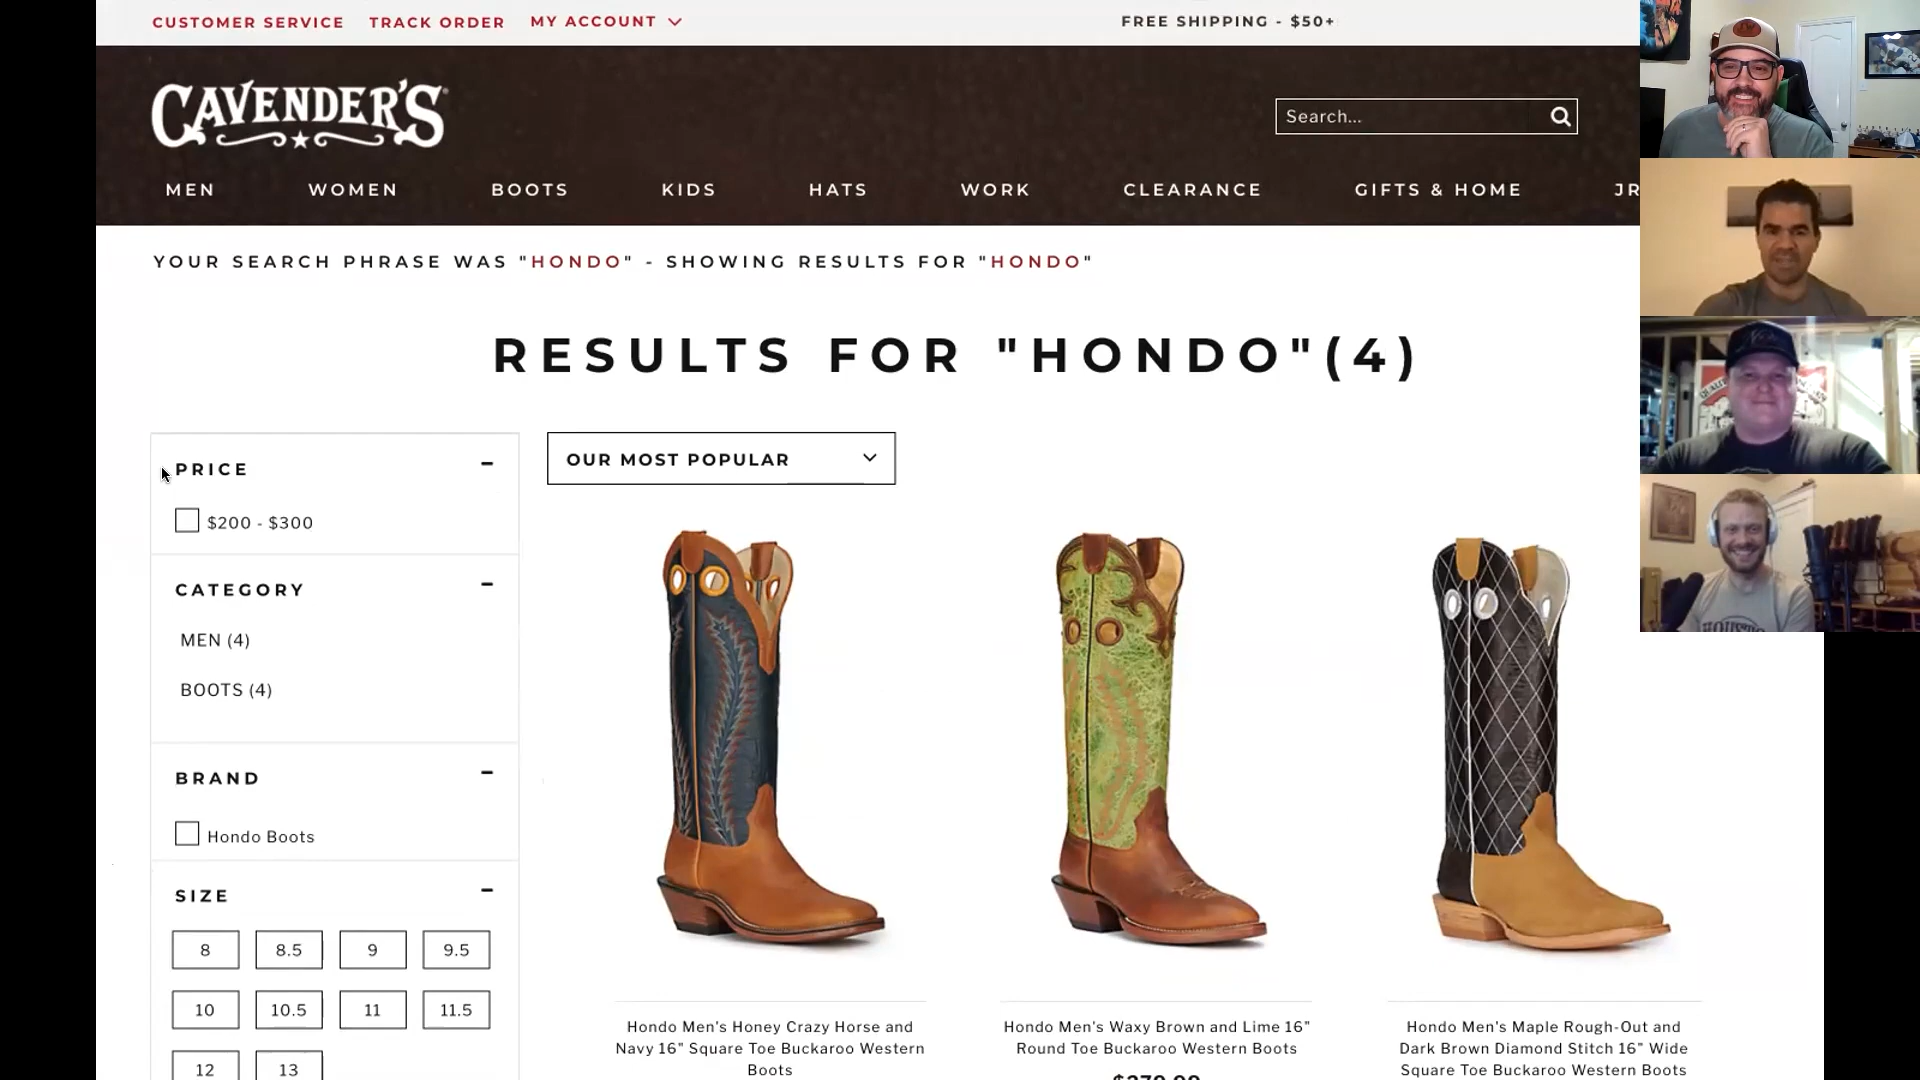 CUSTOMER SERVICE TRACK ORDER MY ACCOUNT FREE SHIPPING - $50+
CAVENDER'S
Search...
MEN WOMEN BOOTS KIDS HATS WORK CLEARANCE GIFTS & HOME JR
YOUR SEARCH PHRASE WAS "HONDO" - SHOWING RESULTS FOR "HONDO"
RESULTS FOR "HONDO"(4)
OUR MOST POPULAR
PRICE
$200 - $300
CATEGORY
MEN (4)
BOOTS (4)
BRAND
Hondo Boots
SIZE
8 8.5 9 9.5
10 10.5 11 11.5
12 13
Hondo Men's Honey Crazy Horse and
Navy 16" Square Toe Buckaroo Western
Boots
Hondo Men's Waxy Brown and Lime 16"
Round Toe Buckaroo Western Boots
Hondo Men's Maple Rough-Out and
Dark Brown Diamond Stitch 16" Wide
Square Toe Buckaroo Western Boots